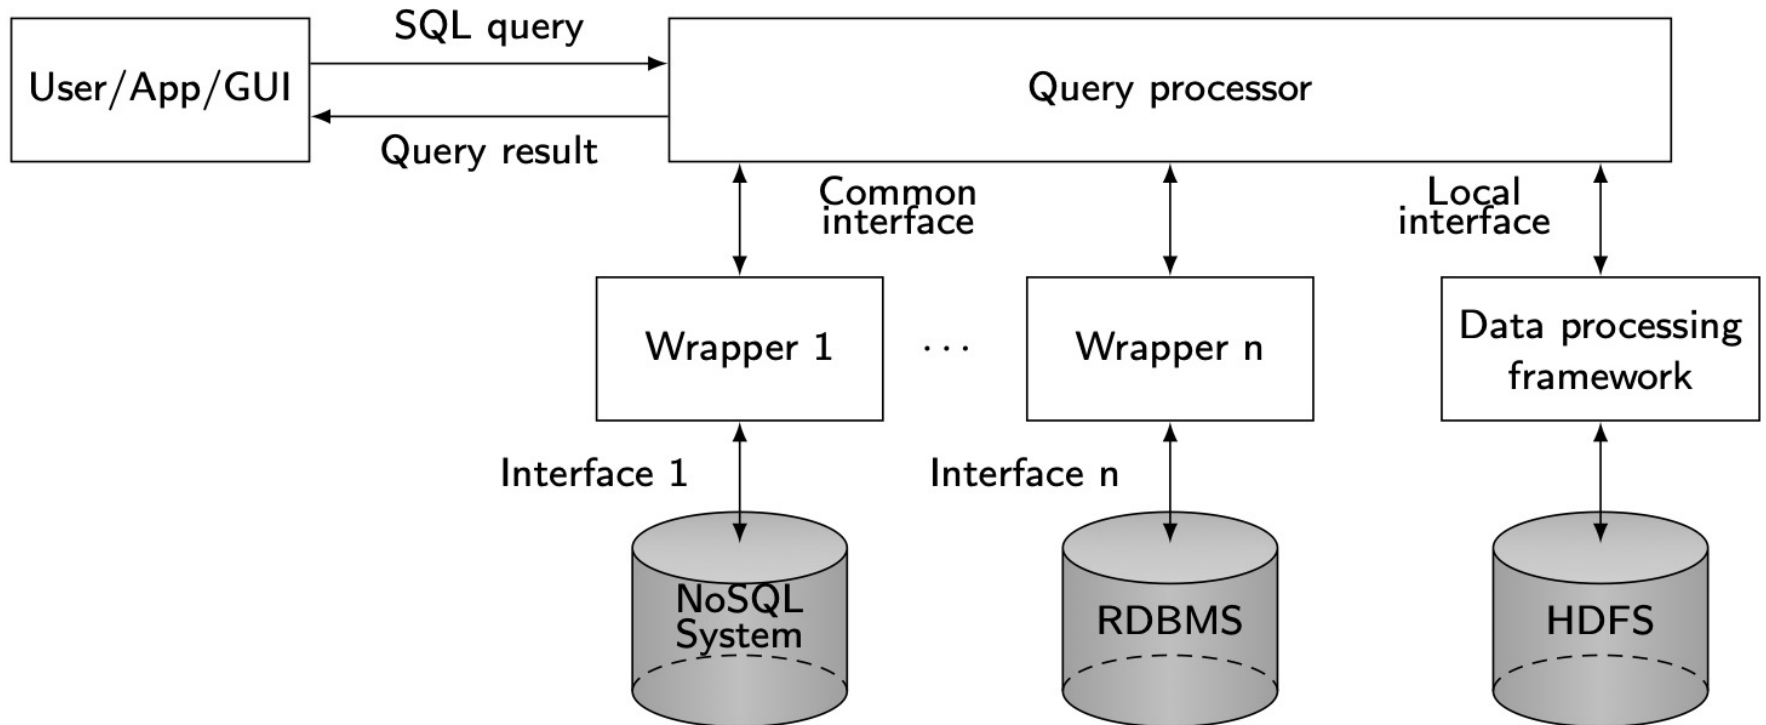 SQL query
User/App/GUI
Query processor
Query result
Common
interface
Local
interface
Wrapper 1
· · ·
Wrapper n
Data processing
framework
Interface 1
Interface n
NoSQL
System
RDBMS
HDFS